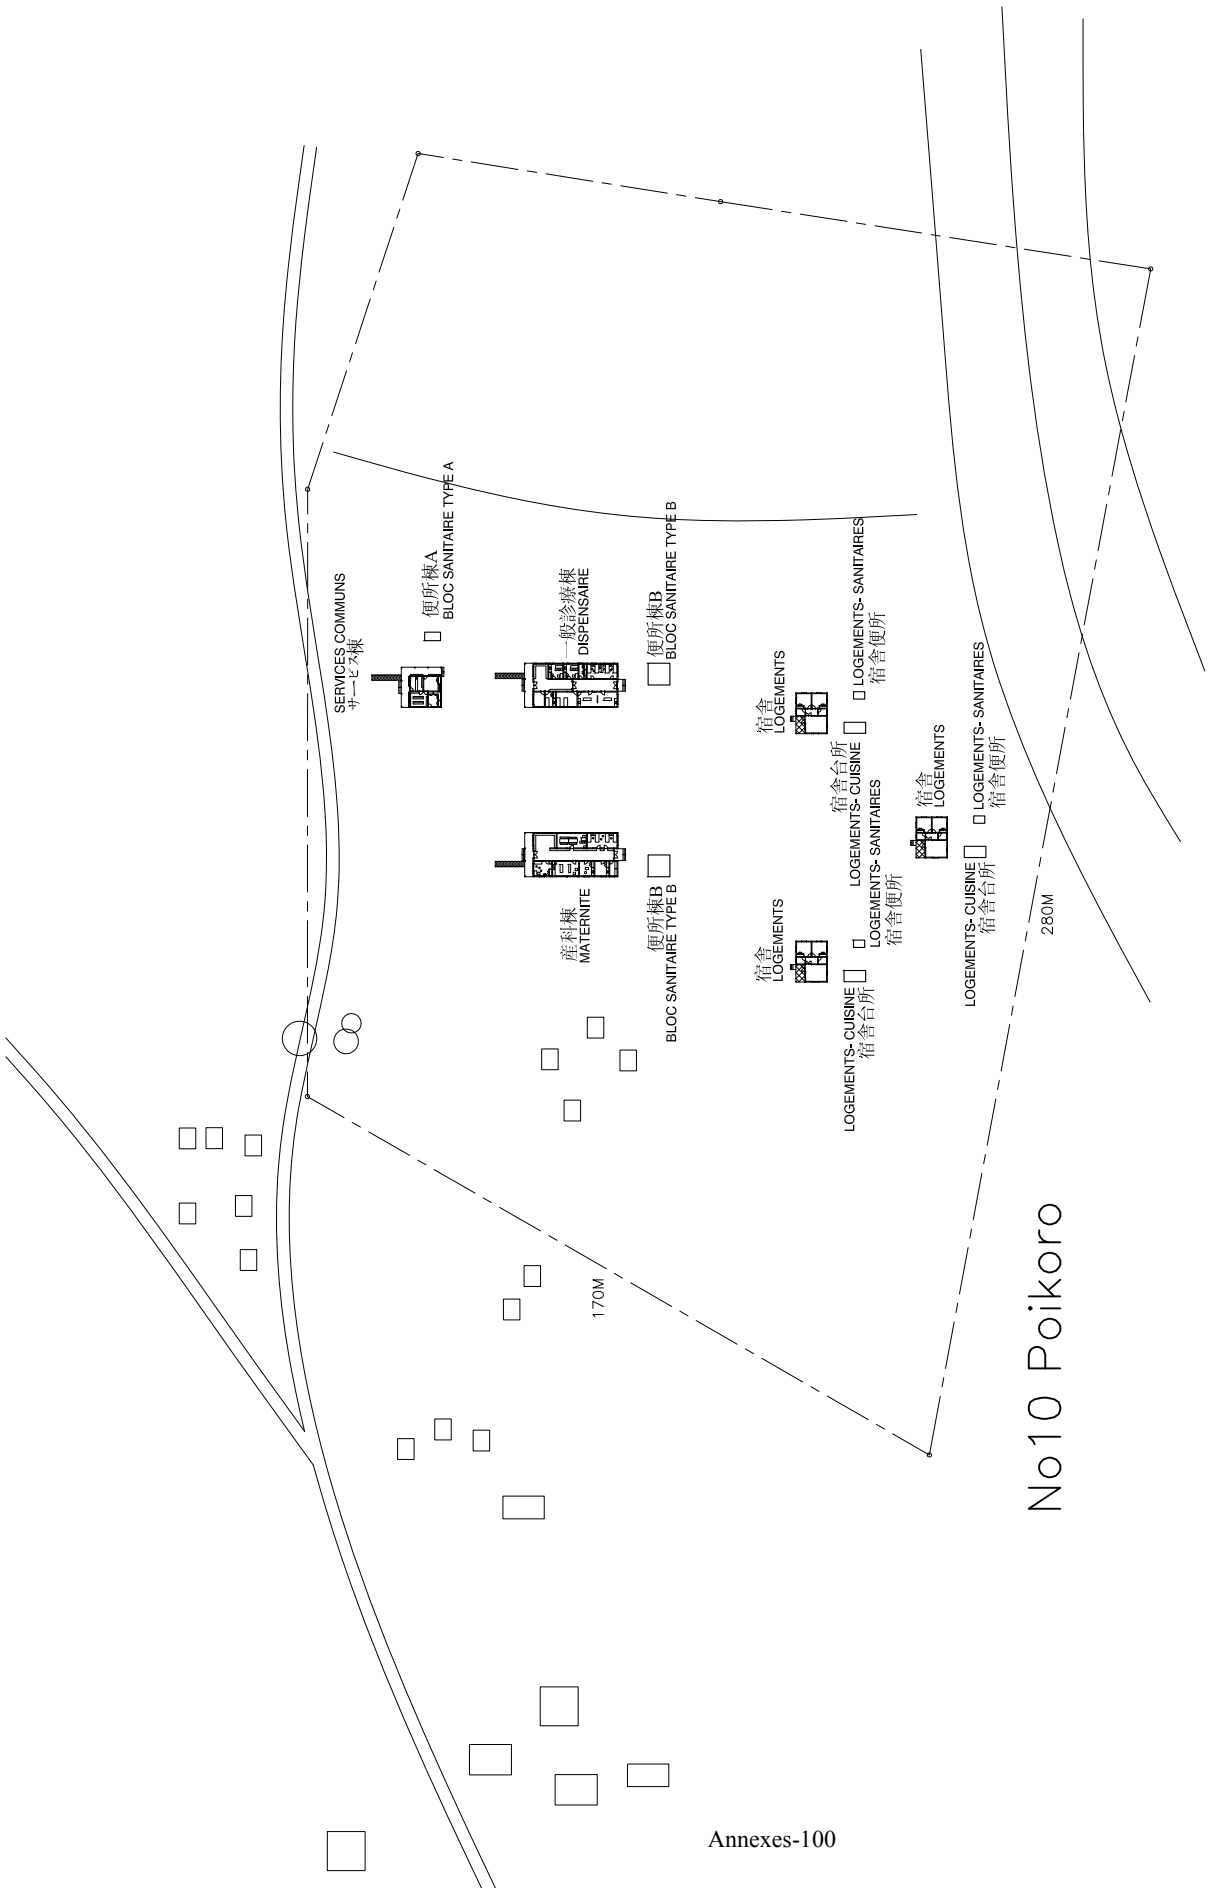 SERVICES COMMUNS
サービス棟
便所棟A
BLOC SANITAIRE TYPE A
一般診療棟
DISPENSAIRE
便所棟B
BLOC SANITAIRE TYPE B
産科棟
MATERNITE
便所棟B
BLOC SANITAIRE TYPE B
宿舎
LOGEMENTS
LOGEMENTS- SANITAIRES
宿舎便所
宿舎台所
LOGEMENTS- CUISINE
宿舎
LOGEMENTS
LOGEMENTS- SANITAIRES
宿舎便所
LOGEMENTS- CUISINE
宿舎台所
宿舎
LOGEMENTS
LOGEMENTS- SANITAIRES
宿舎便所
LOGEMENTS- CUISINE
宿舎台所
280M
170M
No10 Poikoro
Annexes-100